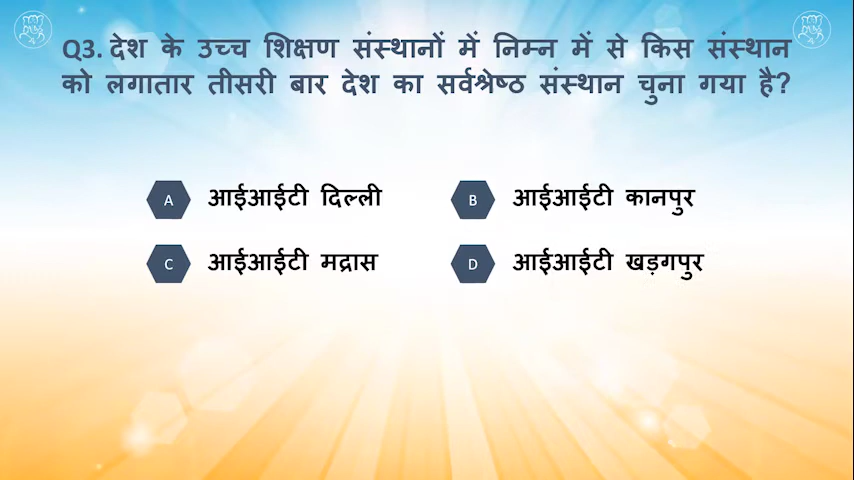 Q3. देश के उच्च शिक्षण संस्थानों में निम्न में से किस संस्थान
को लगातार तीसरी बार देश का सर्वश्रेष्ठ संस्थान चुना गया है?
A आईआईटी दिल्ली
B आईआईटी कानपुर
C आईआईटी मद्रास
D आईआईटी खड़गपुर